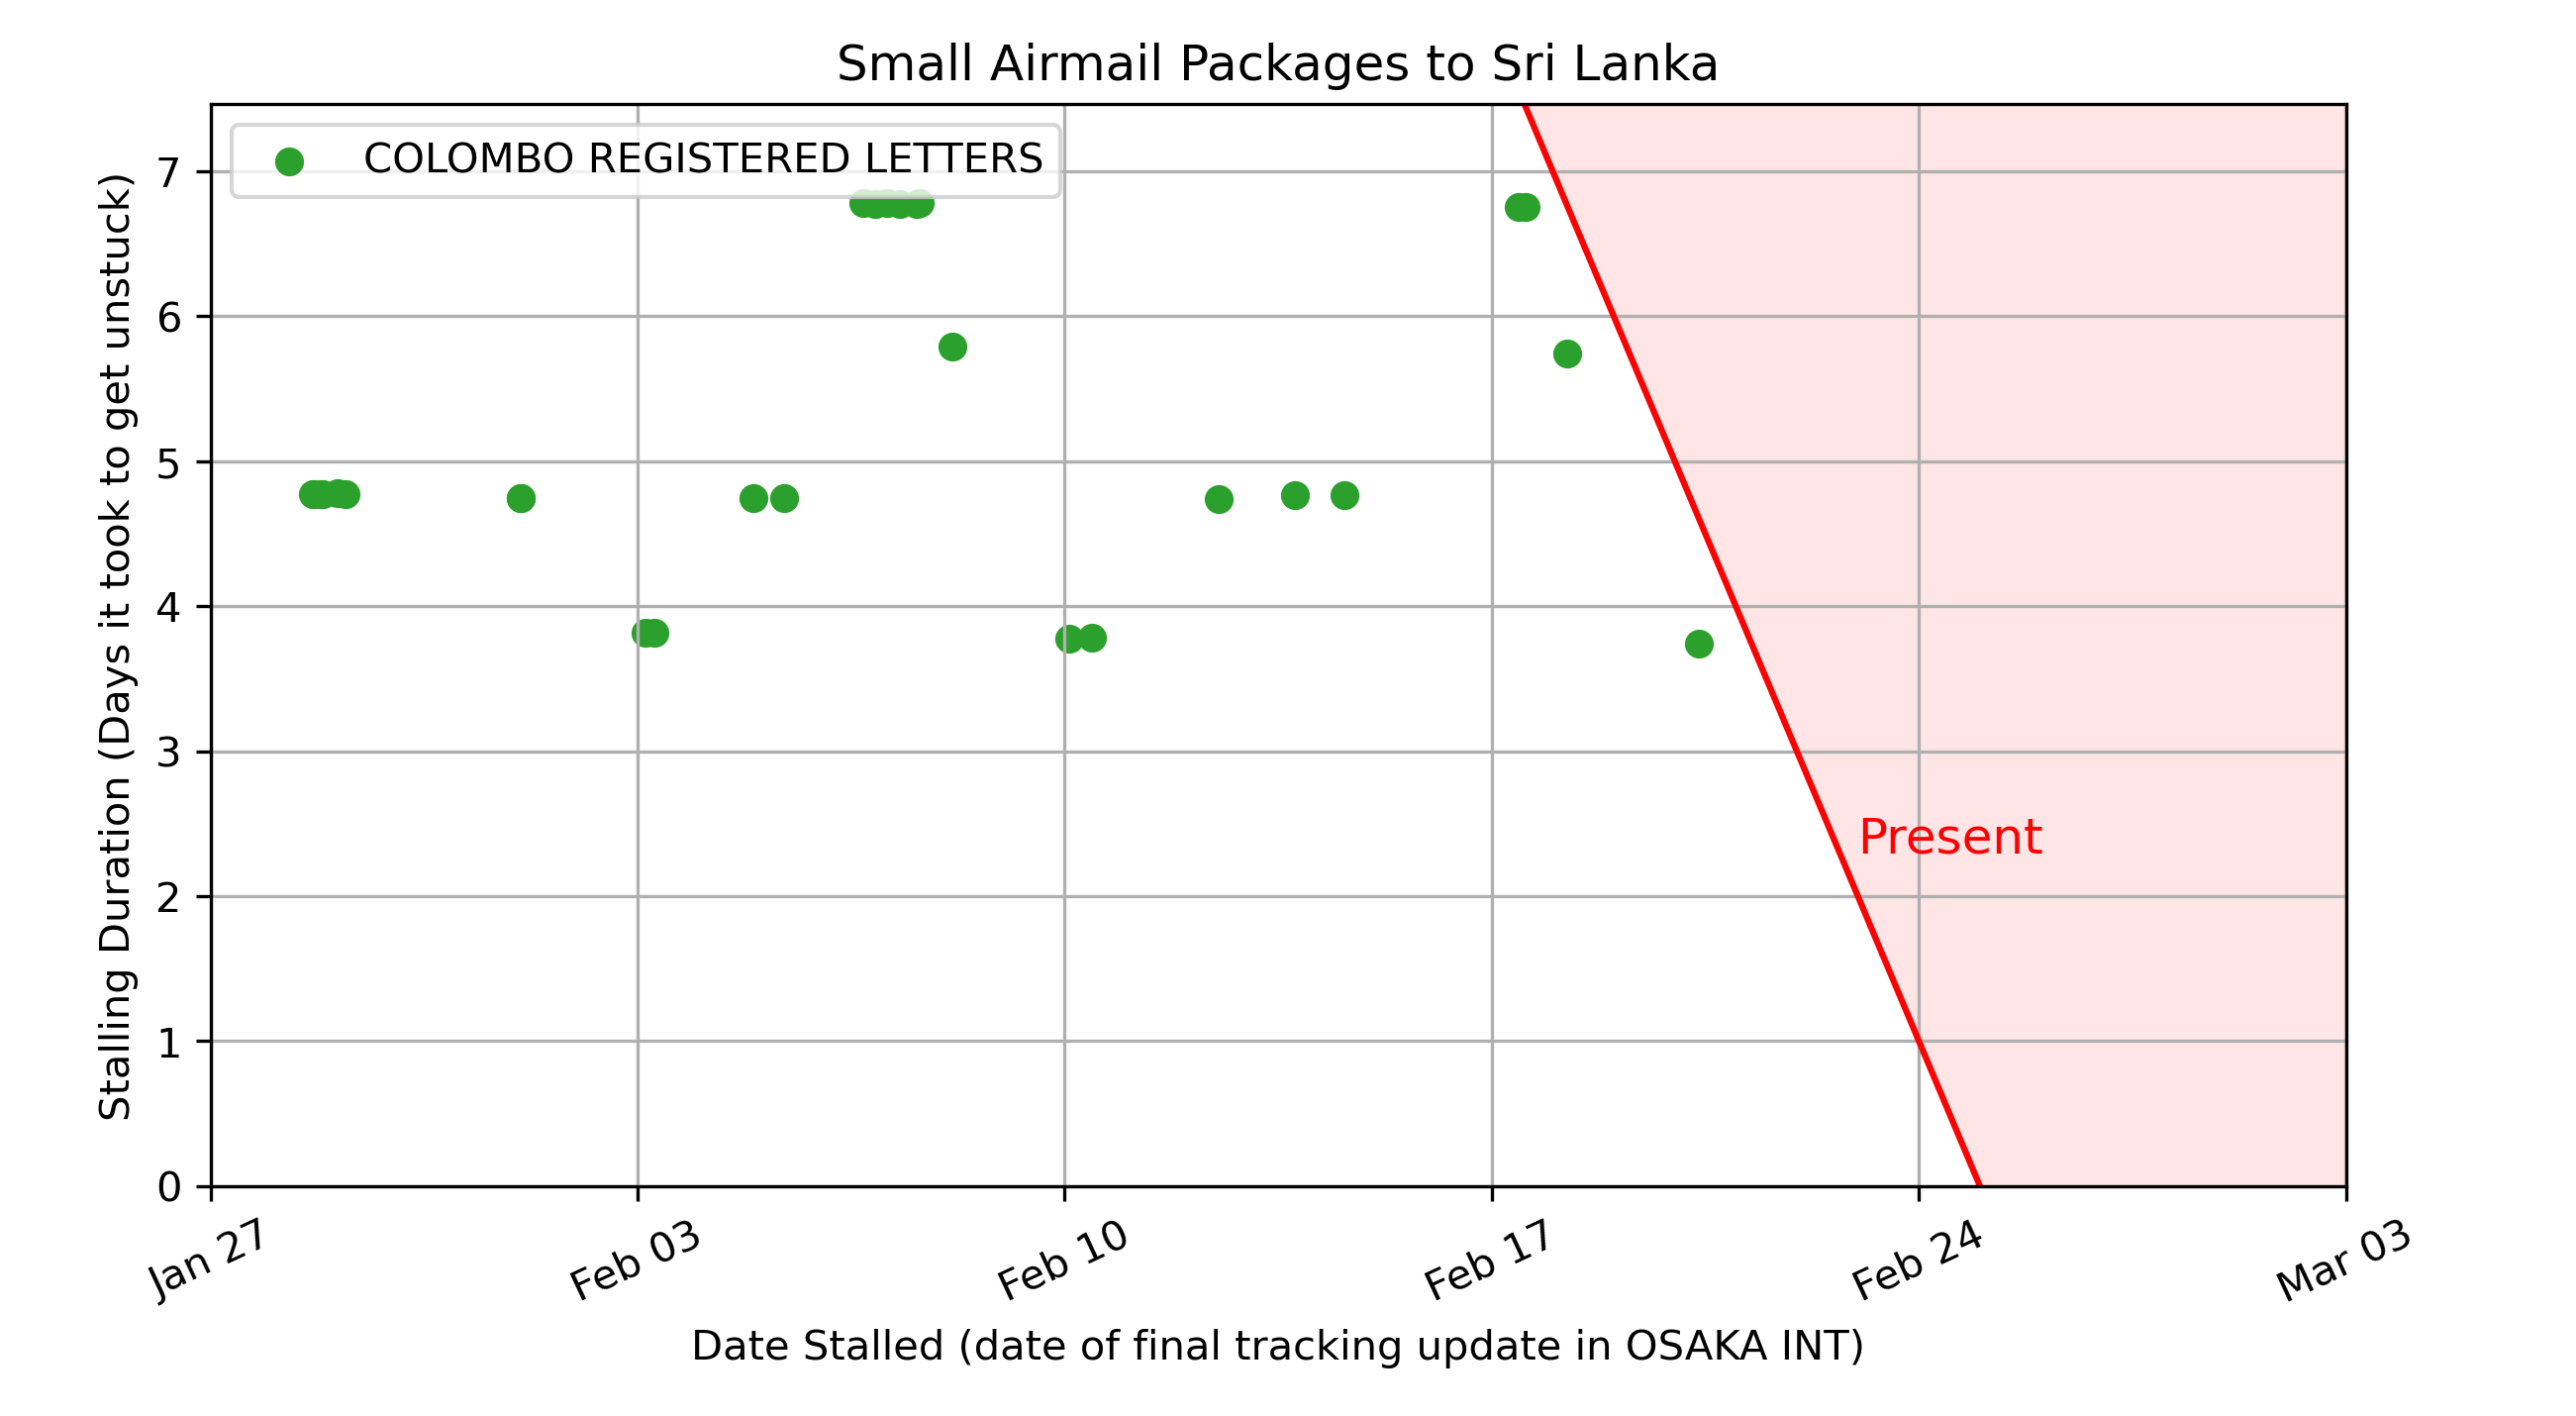 Small Airmail Packages to Sri Lanka
COLOMBO REGISTERED LETTERS
Stalling Duration (Days it took to get unstuck)
7
6
5
4
3
2
1
0
Present
Jan 27
Feb 03
Feb 10
Feb 17
Feb 24
Mar 03
Date Stalled (date of final tracking update in OSAKA INT)